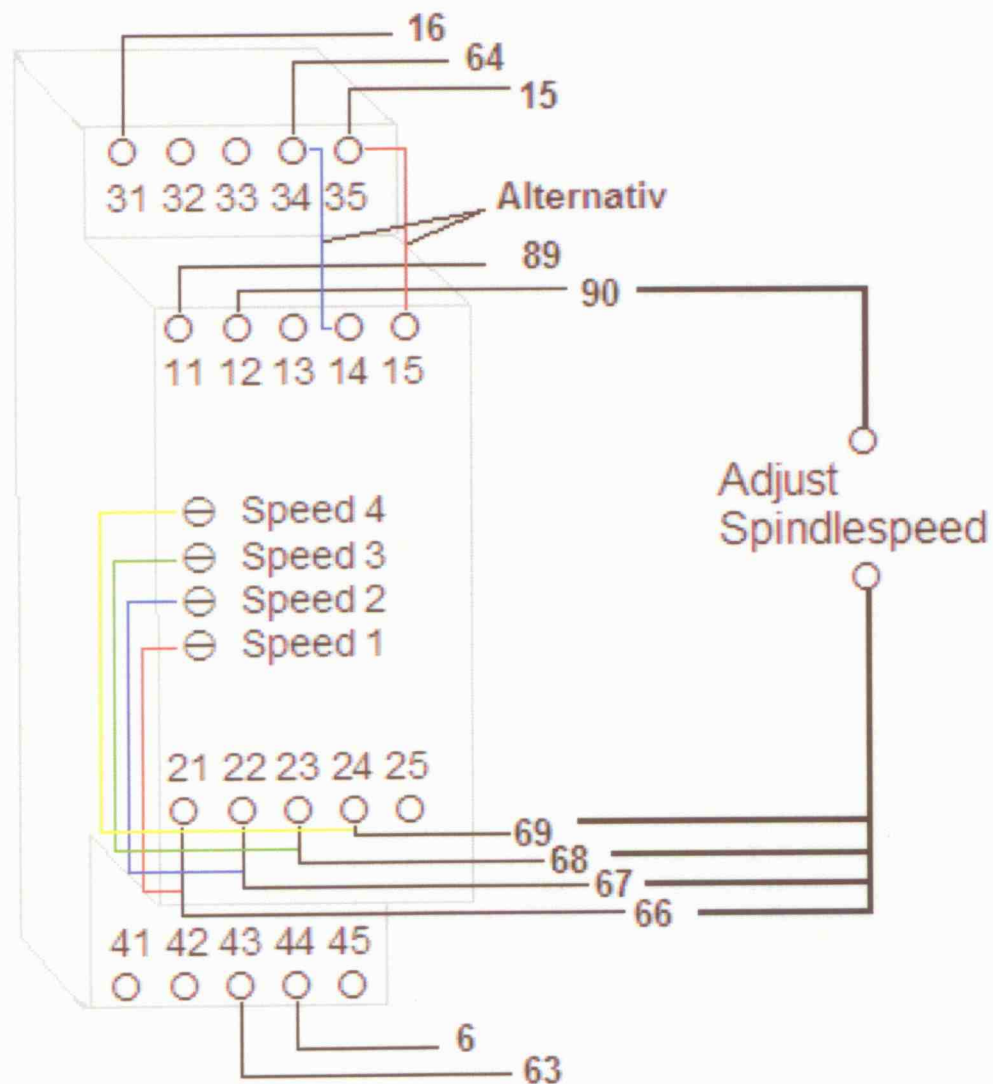 16
64
15
31 32 33 34 35
Alternativ
89
90
11 12 13 14 15
Adjust
Spindlespeed
Speed 4
Speed 3
Speed 2
Speed 1
21 22 23 24 25
69
68
67
66
41 42 43 44 45
6
63